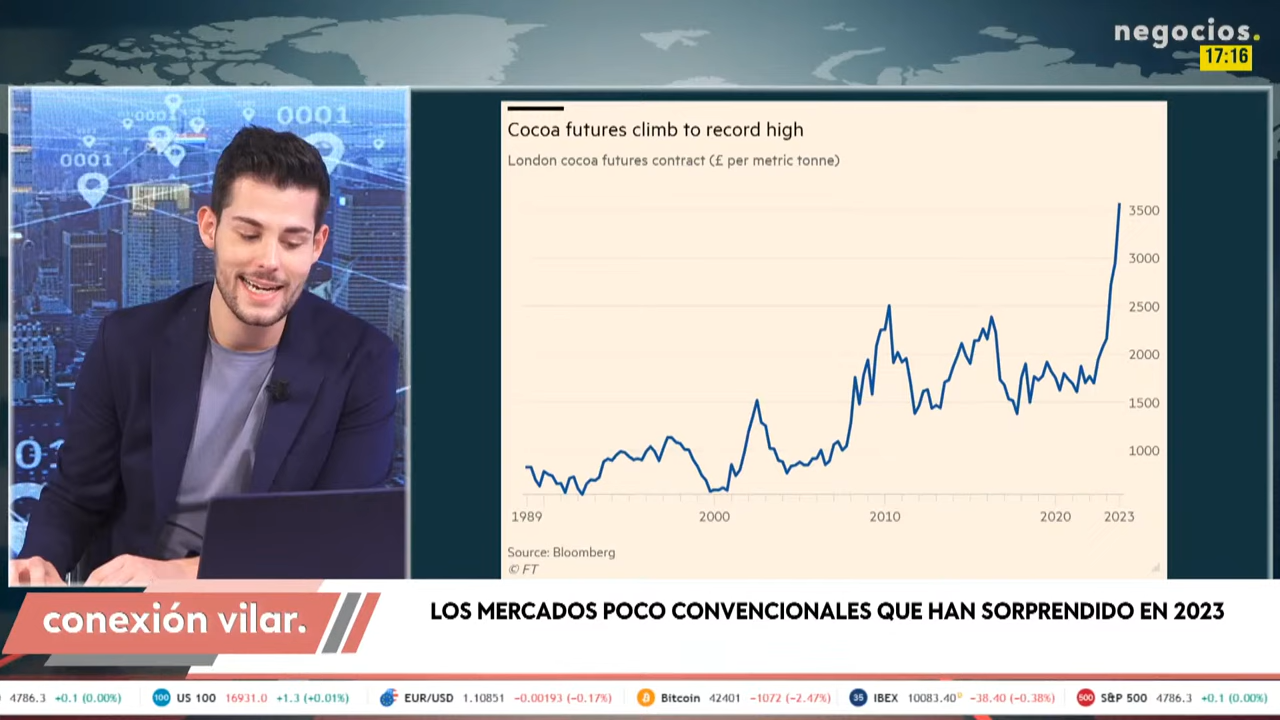 negocios.
17:16
0001
0001
0001
Cocoa futures climb to record high
London cocoa futures contract (£ per metric tonne)
3500
3000
2500
2000
1500
1000
1989 2000 2010 2020 2023
Source: Bloomberg
© FT
conexión vilar.
LOS MERCADOS POCO CONVENCIONALES QUE HAN SORPRENDIDO EN 2023
4786.3 +0.1 (0.00%) 100 US 100 16931.0 +1.3 (+0.01%) EUR/USD 1.10851 −0.00193 (−0.17%) Bitcoin 42401 −1072 (−2.47%) 35 IBEX 10083.40 −38.40 (−0.38%) 500 S&P 500 4786.3 +0.1 (0.00%)